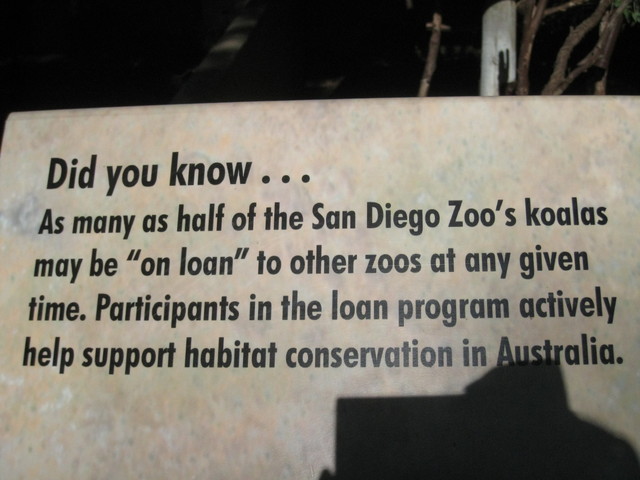 Did you know . . .
As many as half of the San Diego Zoo's koalas
may be “on loan” to other zoos at any given
time. Participants in the loan program actively
help support habitat conservation in Australia.